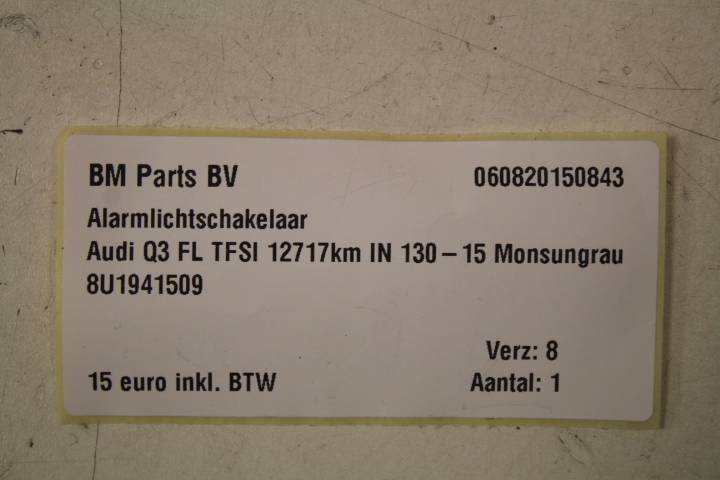 BM Parts BV 060820150843
Alarmlichtschakelaar
Audi Q3 FL TFSI 12717km IN 130 – 15 Monsungrau
8U1941509
Verz: 8
15 euro inkl. BTW Aantal: 1